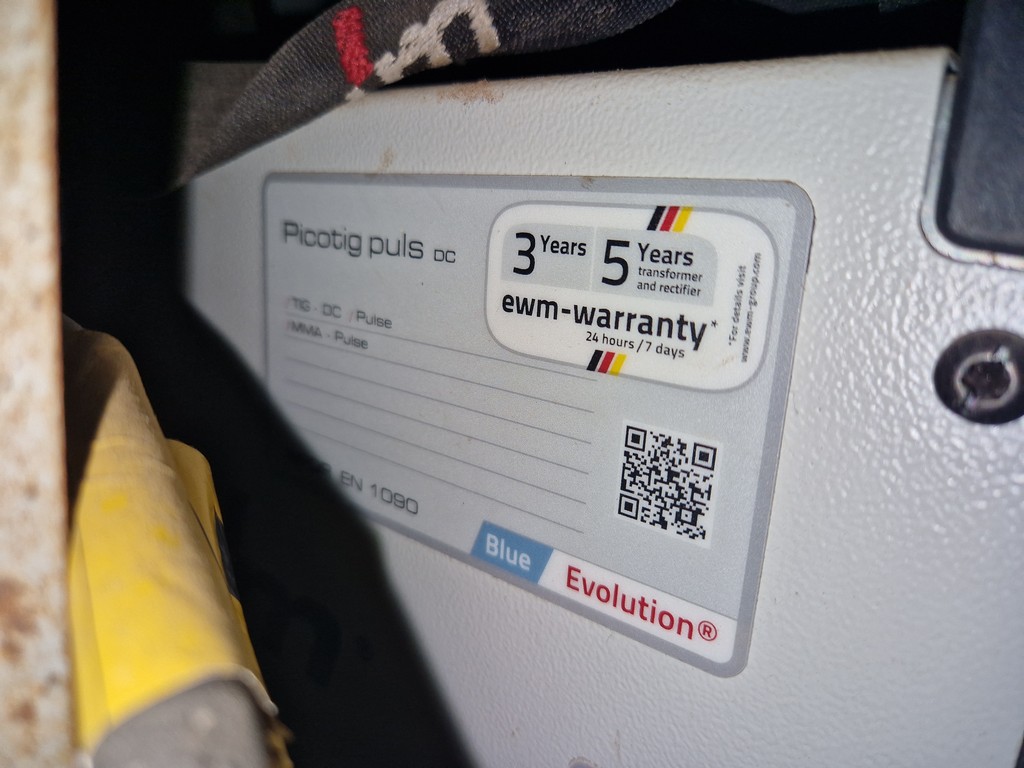 Picotig puls DC
TIG - DC / Pulse
MMA - Pulse
EN 1090
3 Years
5 Years
transformer
and rectifier
ewm-warranty*
24 hours / 7 days
*For details visit
www.ewm-group.com
Blue Evolution®